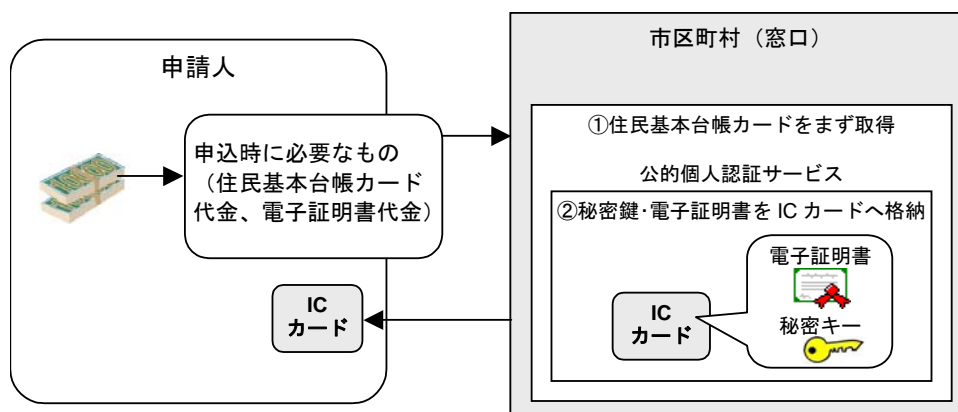 申請人
申込時に必要なもの
（住民基本台帳カード
代金、電子証明書代金）
IC
カード
市区町村（窓口）
①住民基本台帳カードをまず取得
公的個人認証サービス
②秘密鍵・電子証明書を IC カードへ格納
電子証明書
秘密キー
IC
カード